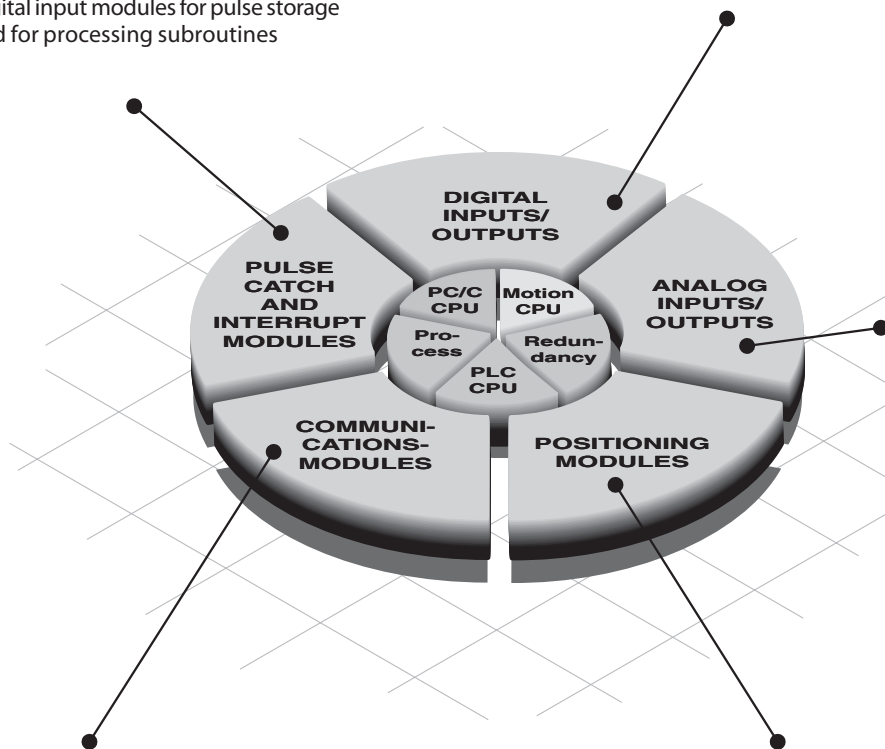 for processing subroutines
input modules for pulse storage
DIGITAL
INPUTS/
OUTPUTS
PULSE
CATCH
AND
INTERRUPT
MODULES
ANALOG
INPUTS/
OUTPUTS
PC/C
CPU
Motion
CPU
Pro-
cess
Redun-
dancy
PLC
CPU
COMMUNI-
CATIONS-
MODULES
POSITIONING
MODULES